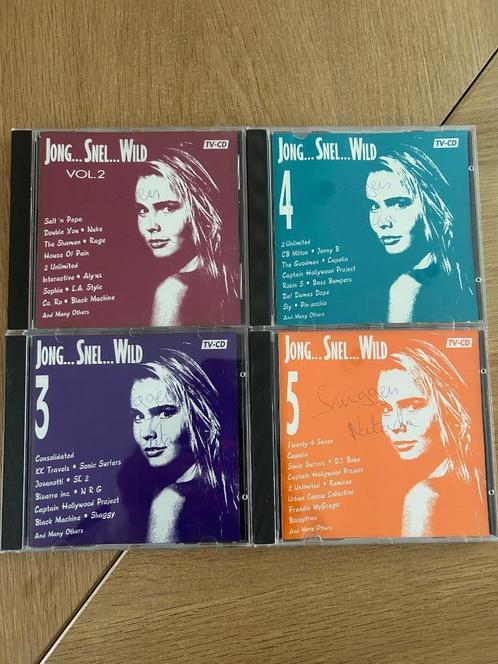 JONG... SNEL... WILD
TV-CD
VOL.2
Salt 'n Pepa
Double You • Nuke
The Shamen • Rage
House Of Pain
2 Unlimited
Interactive • Aly-us
Sophia • L.A. Style
Co. Ro • Black Machine
And Many Others
JONG... SNEL... WILD
TV-CD
4
2 Unlimited
CB Milton • Jenny B
The Goodmen • Capella
Captain Hollywood Project
Robin S • Bass Bumpers
Def Dames Dope
Sly • Pin-occhio
And Many Others
JONG... SNEL... WILD
TV-CD
3
Consolidated
KK Travels • Sonic Surfers
Jovanotti • SL 2
Bizarre inc. • N R G
Captain Hollywood Project
Black Machine • Shaggy
And Many Others
JONG... SNEL... WILD
TV-CD
5
Twenty 4 Seven
Capella
Sonic Surfers • D.J. Bobo
Captain Hollywood Project
2 Unlimited • Ramirez
Urban Cookie Collective
Freddie McGregor
Boogytrax
And Many Others